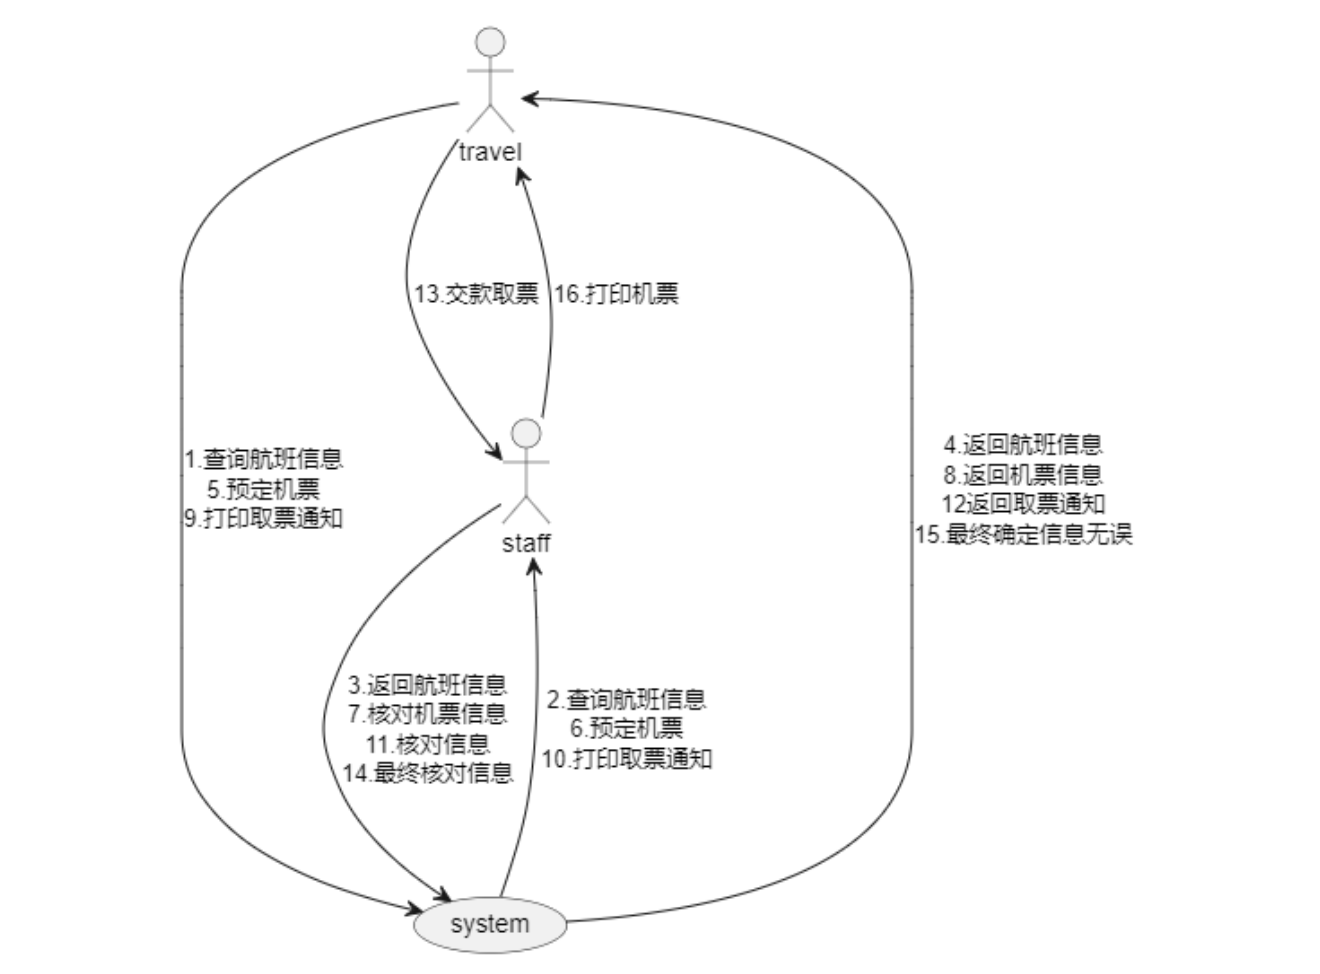 travel
13.交款取票
16.打印机票
1.查询航班信息
5.预定机票
9.打印取票通知
4.返回航班信息
8.返回机票信息
12返回取票通知
15.最终确定信息无误
staff
3.返回航班信息
7.核对机票信息
11.核对信息
14.最终核对信息
2.查询航班信息
6.预定机票
10.打印取票通知
system